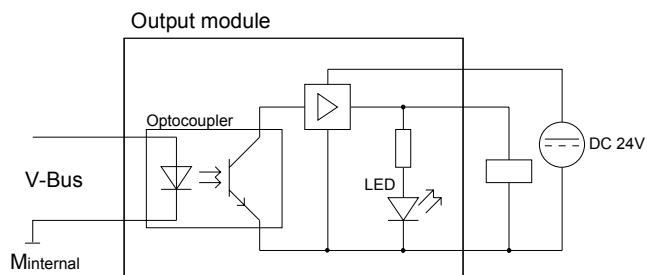 Output module
Optocoupler
V-Bus
Minternal
LED
DC 24V